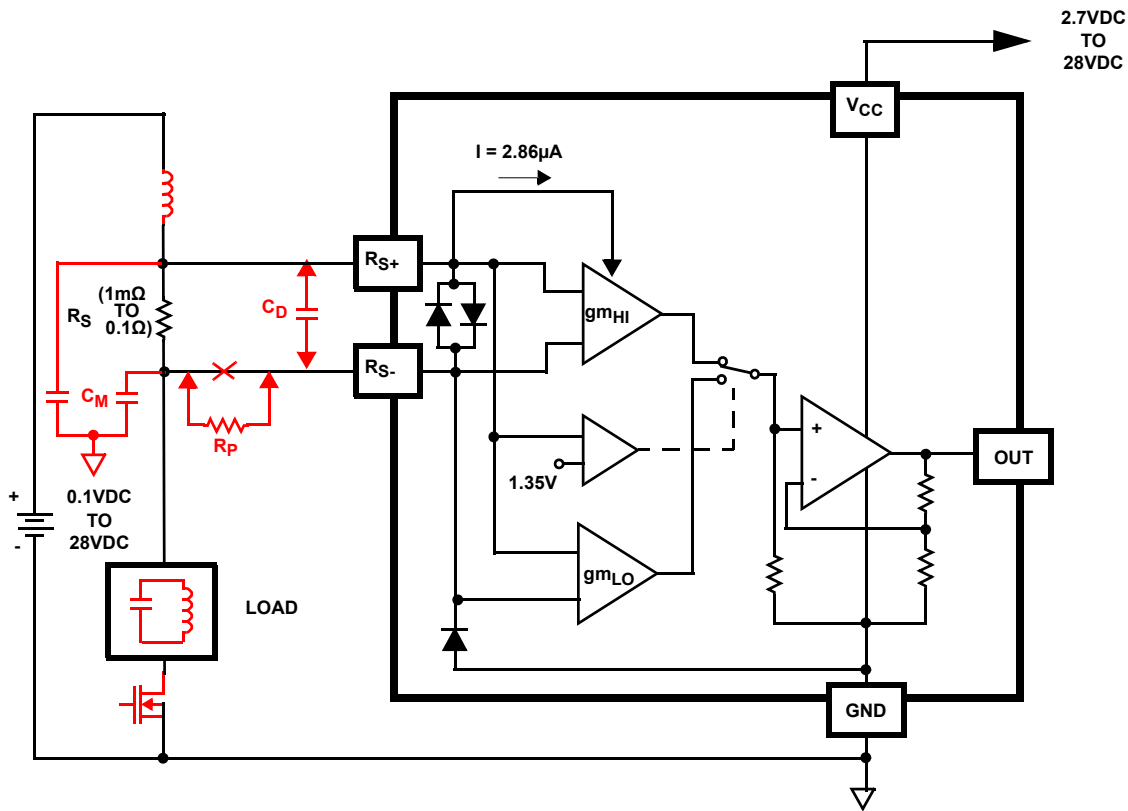 2.7VDC
TO
28VDC
VCC
I = 2.86µA
RS+
(1mΩ
TO
0.1Ω)
RS
CD
gmHI
RS-
CM
RP
1.35V
+
-
OUT
+
-
0.1VDC
TO
28VDC
gmLO
LOAD
GND